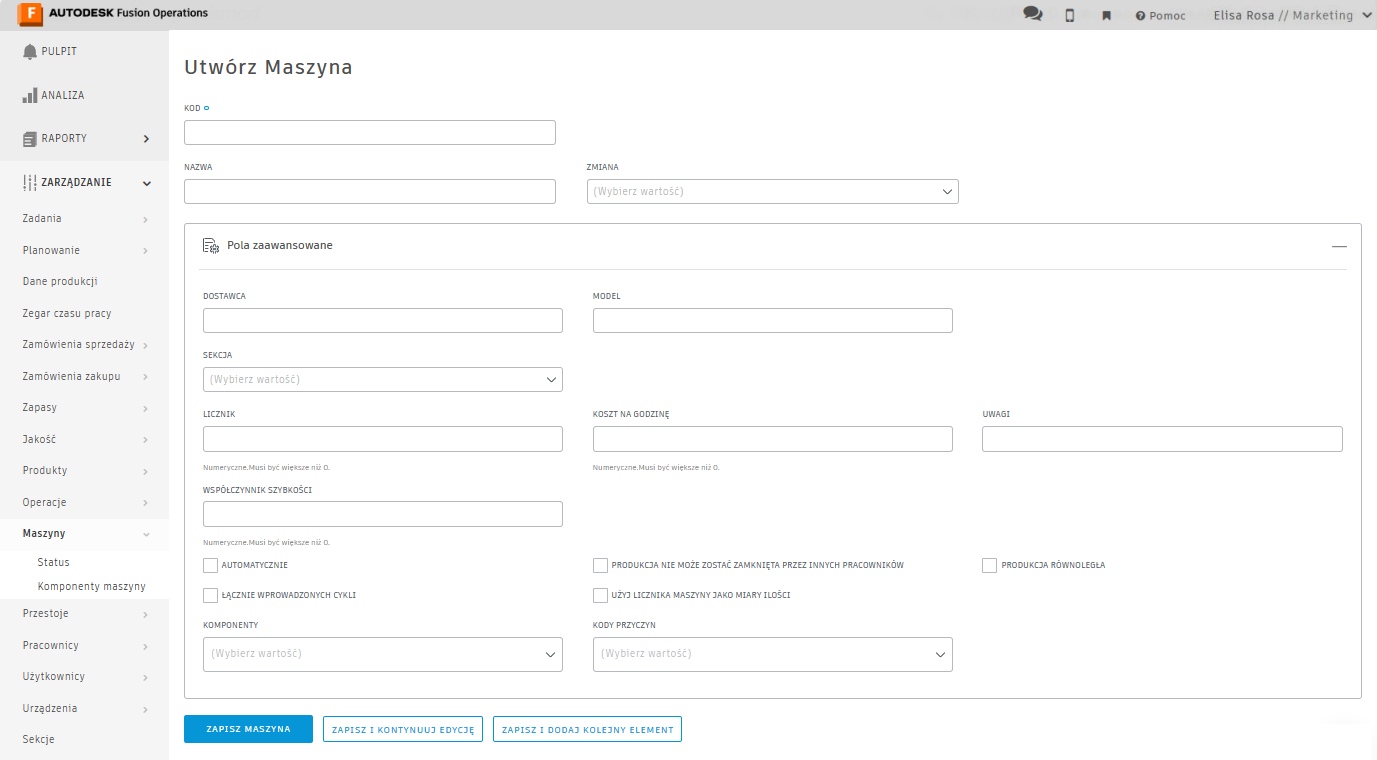 F AUTODESK Fusion Operations
Pomoc
Elisa Rosa // Marketing
PULPIT
ANALIZA
RAPORTY
ZARZĄDZANIE
Zadania
Planowanie
Dane produkcji
Zegar czasu pracy
Zamówienia sprzedaży
Zamówienia zakupu
Zapasy
Jakość
Produkty
Operacje
Maszyny
Status
Komponenty maszyny
Przestoje
Pracownicy
Użytkownicy
Urządzenia
Sekcje
Utwórz Maszyna
KOD
NAZWA
ZMIANA
(Wybierz wartość)
Pola zaawansowane
DOSTAWCA
MODEL
SEKCJA
(Wybierz wartość)
LICZNIK
KOSZT NA GODZINĘ
UWAGI
Numeryczne.Musi być większe niż 0.
Numeryczne.Musi być większe niż 0.
WSPÓŁCZYNNIK SZYBKOŚCI
Numeryczne.Musi być większe niż 0.
AUTOMATYCZNIE
PRODUKCJA NIE MOŻE ZOSTAĆ ZAMKNIĘTA PRZEZ INNYCH PRACOWNIKÓW
PRODUKCJA RÓWNOLEGŁA
ŁĄCZNIE WPROWADZONYCH CYKLI
UŻYJ LICZNIKA MASZYNY JAKO MIARY ILOŚCI
KOMPONENTY
KODY PRZYCZYN
(Wybierz wartość)
(Wybierz wartość)
ZAPISZ MASZYNA
ZAPISZ I KONTYNUUJ EDYCJĘ
ZAPISZ I DODAJ KOLEJNY ELEMENT